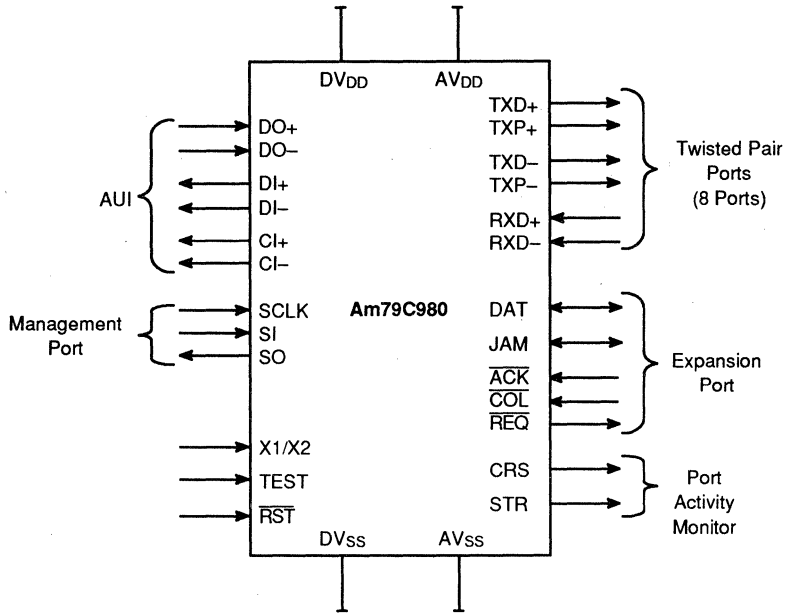 DVDD
AVDD
AUI
DO+
DO–
DI+
DI–
CI+
CI–
Management
Port
SCLK
SI
SO
X1/X2
TEST
RST
Am79C980
TXD+
TXP+
TXD–
TXP–
RXD+
RXD–
Twisted Pair
Ports
(8 Ports)
DAT
JAM
ACK
COL
REQ
Expansion
Port
CRS
STR
Port
Activity
Monitor
DVSS
AVSS